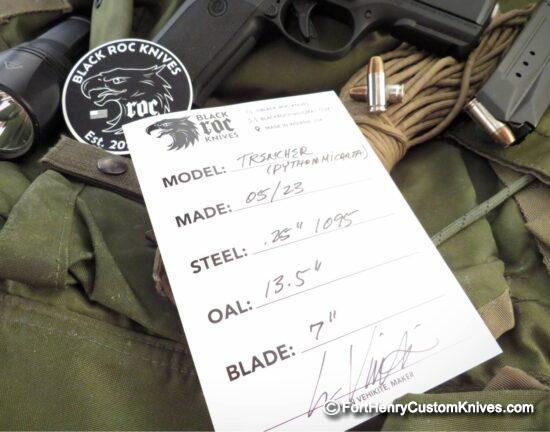 BLACK ROC KNIVES
roc
Est. 20
BLACK
roc
KNIVES
MODEL: TRENCHER
(PYTHON MICARTA)
MADE: 05/23
STEEL: .25" 1095
OAL: 13.5"
BLADE: 7"
VEHIKITE, MAKER
© FortHenryCustomKnives.com